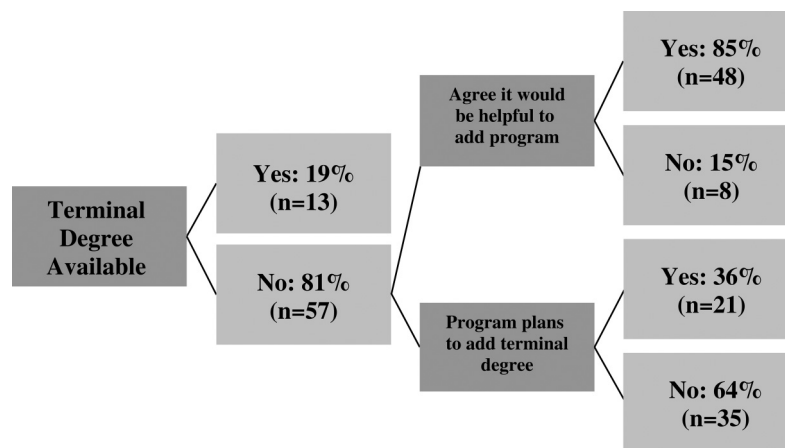 Terminal
Degree
Available
Yes: 19%
(n=13)
No: 81%
(n=57)
Agree it would
be helpful to
add program
Yes: 85%
(n=48)
No: 15%
(n=8)
Program plans
to add terminal
degree
Yes: 36%
(n=21)
No: 64%
(n=35)